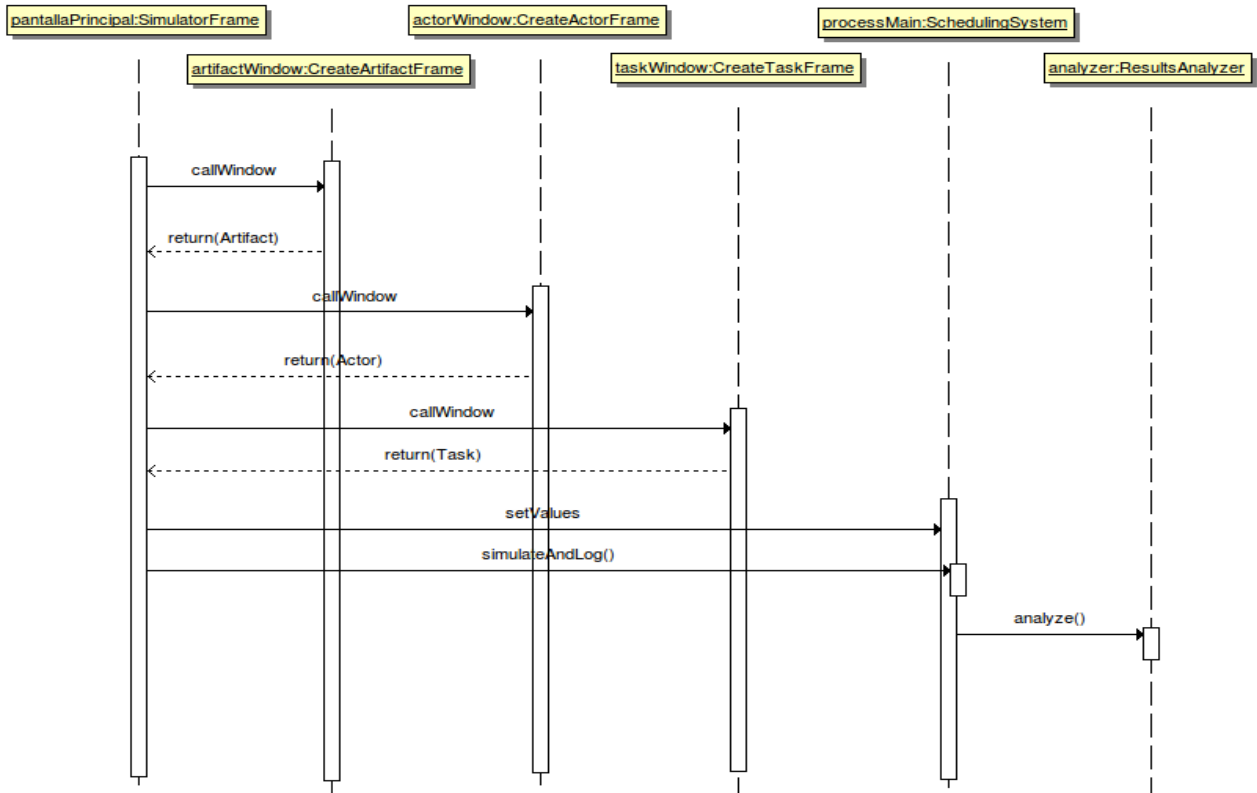 pantallaPrincipal:SimulatorFrame
actorWindow:CreateActorFrame
processMain:SchedulingSystem
artifactWindow:CreateArtifactFrame
taskWindow:CreateTaskFrame
analyzer:ResultsAnalyzer
callWindow
return(Artifact)
callWindow
return(Actor)
callWindow
return(Task)
setValues
simulateAndLog()
analyze()